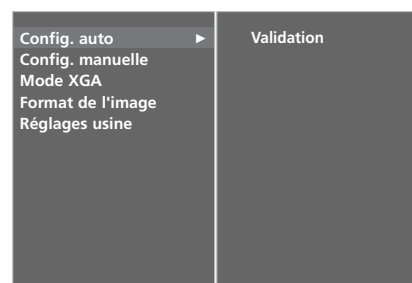 Config. auto ► Validation
Config. manuelle
Mode XGA
Format de l'image
Réglages usine